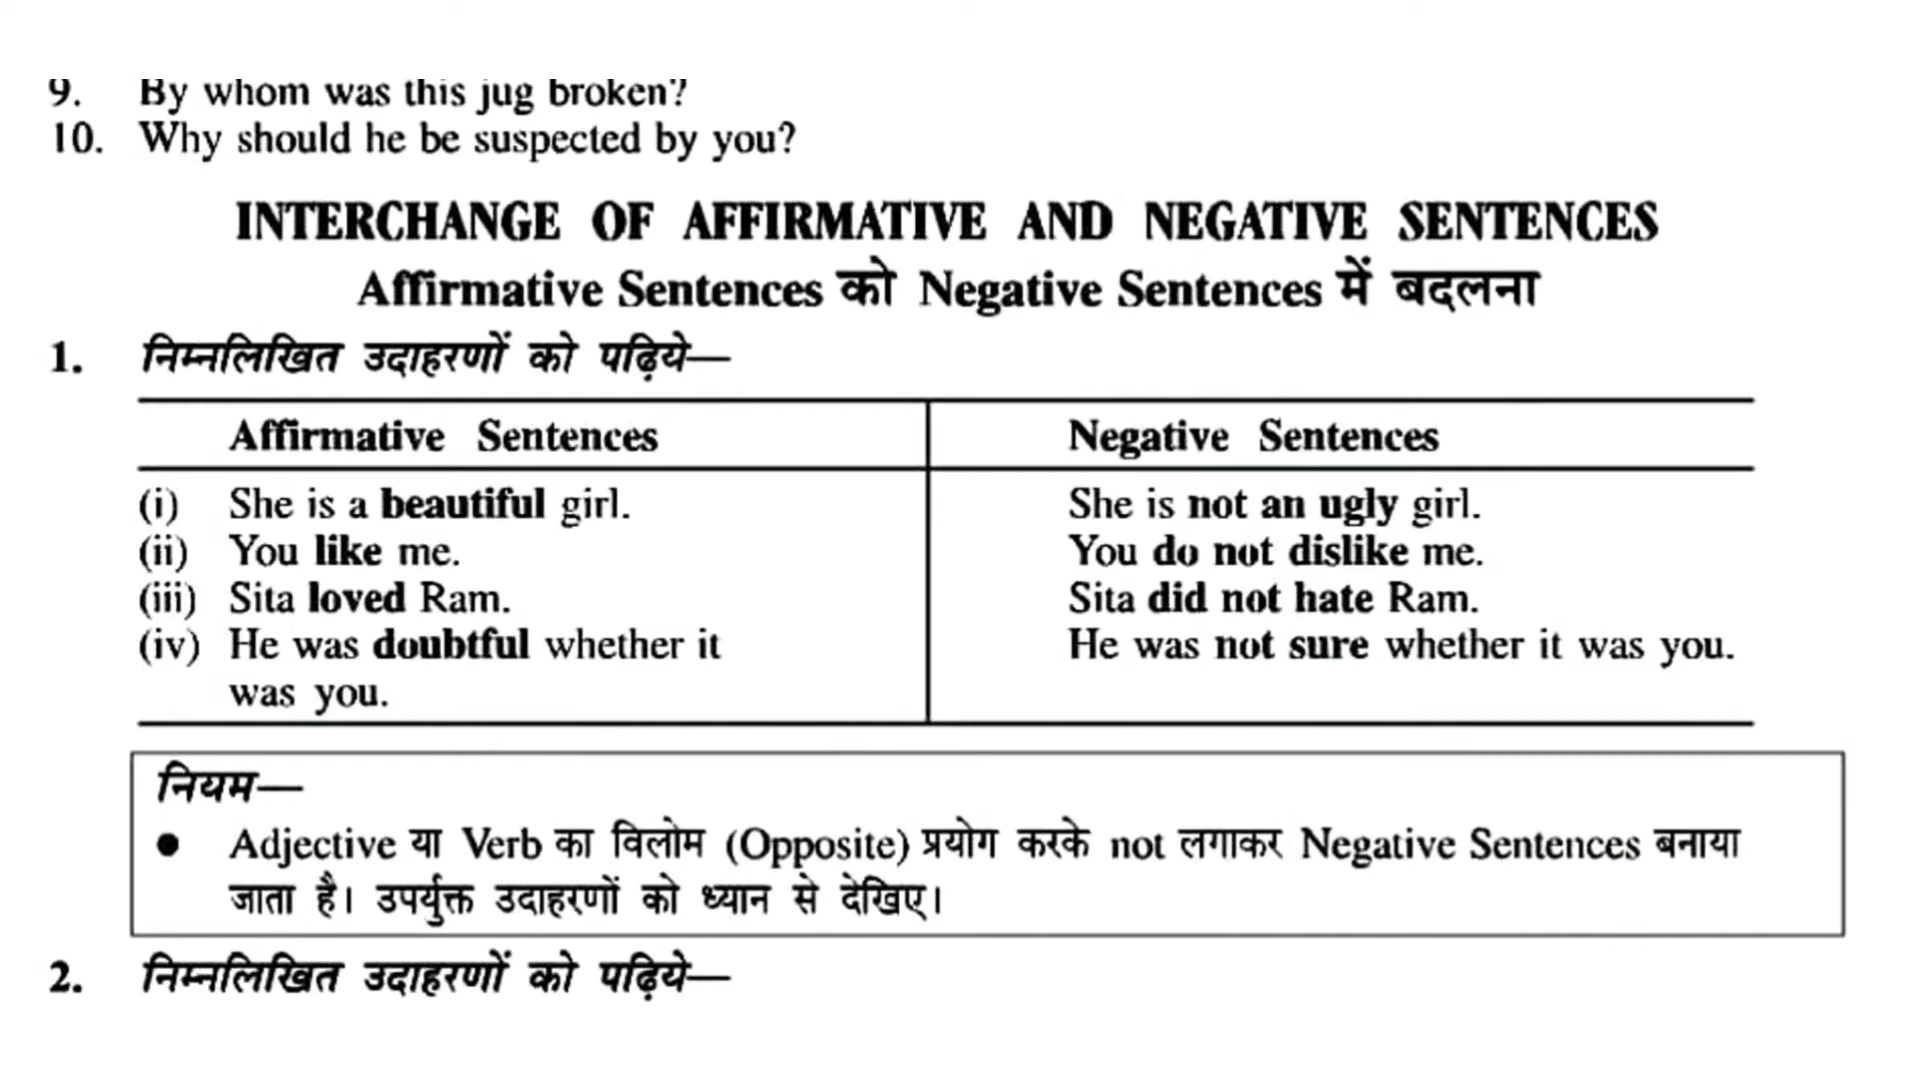 9. By whom was this jug broken?
10. Why should he be suspected by you?
INTERCHANGE OF AFFIRMATIVE AND NEGATIVE SENTENCES
Affirmative Sentences को Negative Sentences में बदलना
1. निम्नलिखित उदाहरणों को पढ़िये—
Affirmative Sentences Negative Sentences
(i) She is a beautiful girl. She is not an ugly girl.
(ii) You like me. You do not dislike me.
(iii) Sita loved Ram. Sita did not hate Ram.
(iv) He was doubtful whether it He was not sure whether it was you.
was you.
नियम—
● Adjective या Verb का विलोम (Opposite) प्रयोग करके not लगाकर Negative Sentences बनाया
जाता है। उपर्युक्त उदाहरणों को ध्यान से देखिए।
2. निम्नलिखित उदाहरणों को पढ़िये—